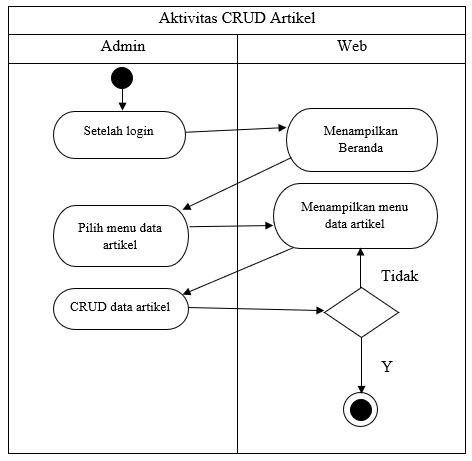 Aktivitas CRUD Artikel
Admin
Web
Setelah login
Menampilkan
Beranda
Pilih menu data
artikel
Menampilkan menu
data artikel
CRUD data artikel
Tidak
Y